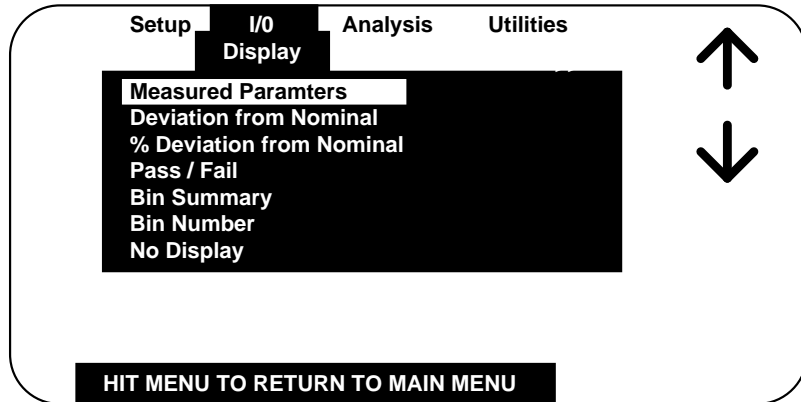 Setup I/0 Analysis Utilities
Display
Measured Paramters
Deviation from Nominal
% Deviation from Nominal
Pass / Fail
Bin Summary
Bin Number
No Display
HIT MENU TO RETURN TO MAIN MENU